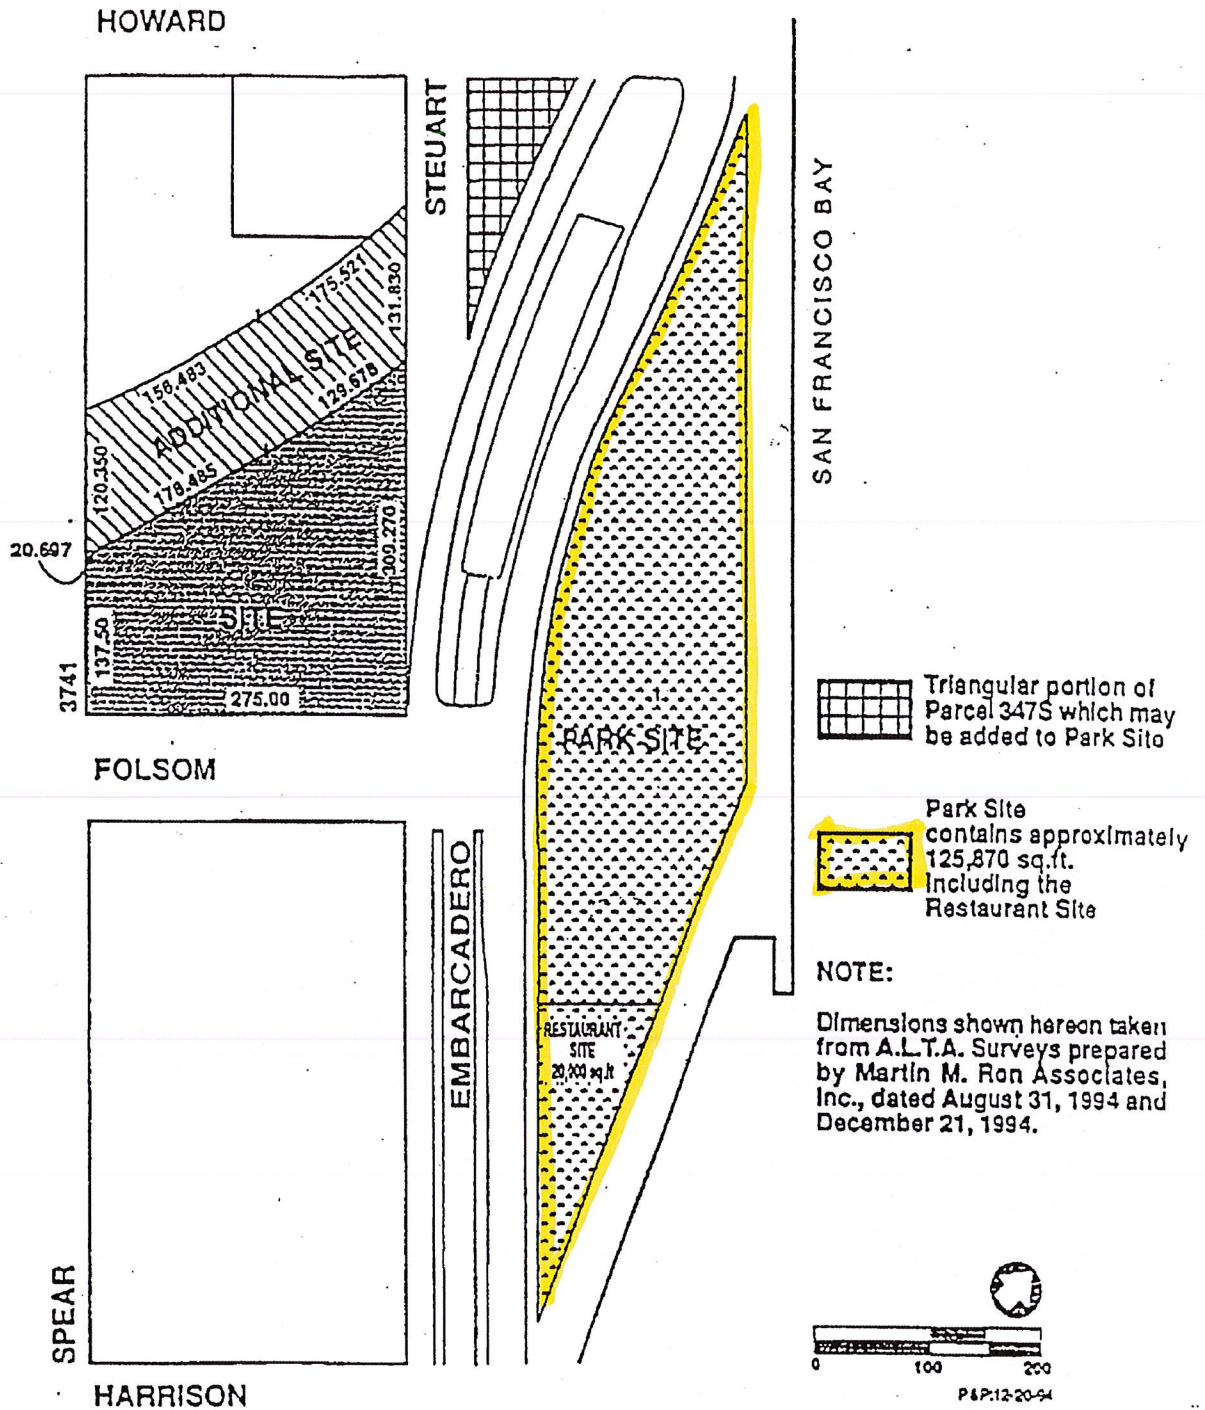 HOWARD
STEUART
SAN FRANCISCO BAY
175.521
131.830
156.483
ADDITIONAL SITE
129.678
120.350
178.485
20.697
300.270
SITE
137.50
3741
275.00
FOLSOM
PARK SITE
Triangular portion of
Parcel 347S which may
be added to Park Site
Park Site
contains approximately
125,870 sq.ft.
Including the
Restaurant Site
EMBARCADERO
RESTAURANT
SITE
20,000 sq.ft
NOTE:
Dimensions shown hereon taken
from A.L.T.A. Surveys prepared
by Martin M. Ron Associates,
Inc., dated August 31, 1994 and
December 21, 1994.
SPEAR
HARRISON
0 100 200
P&P:12-20-94